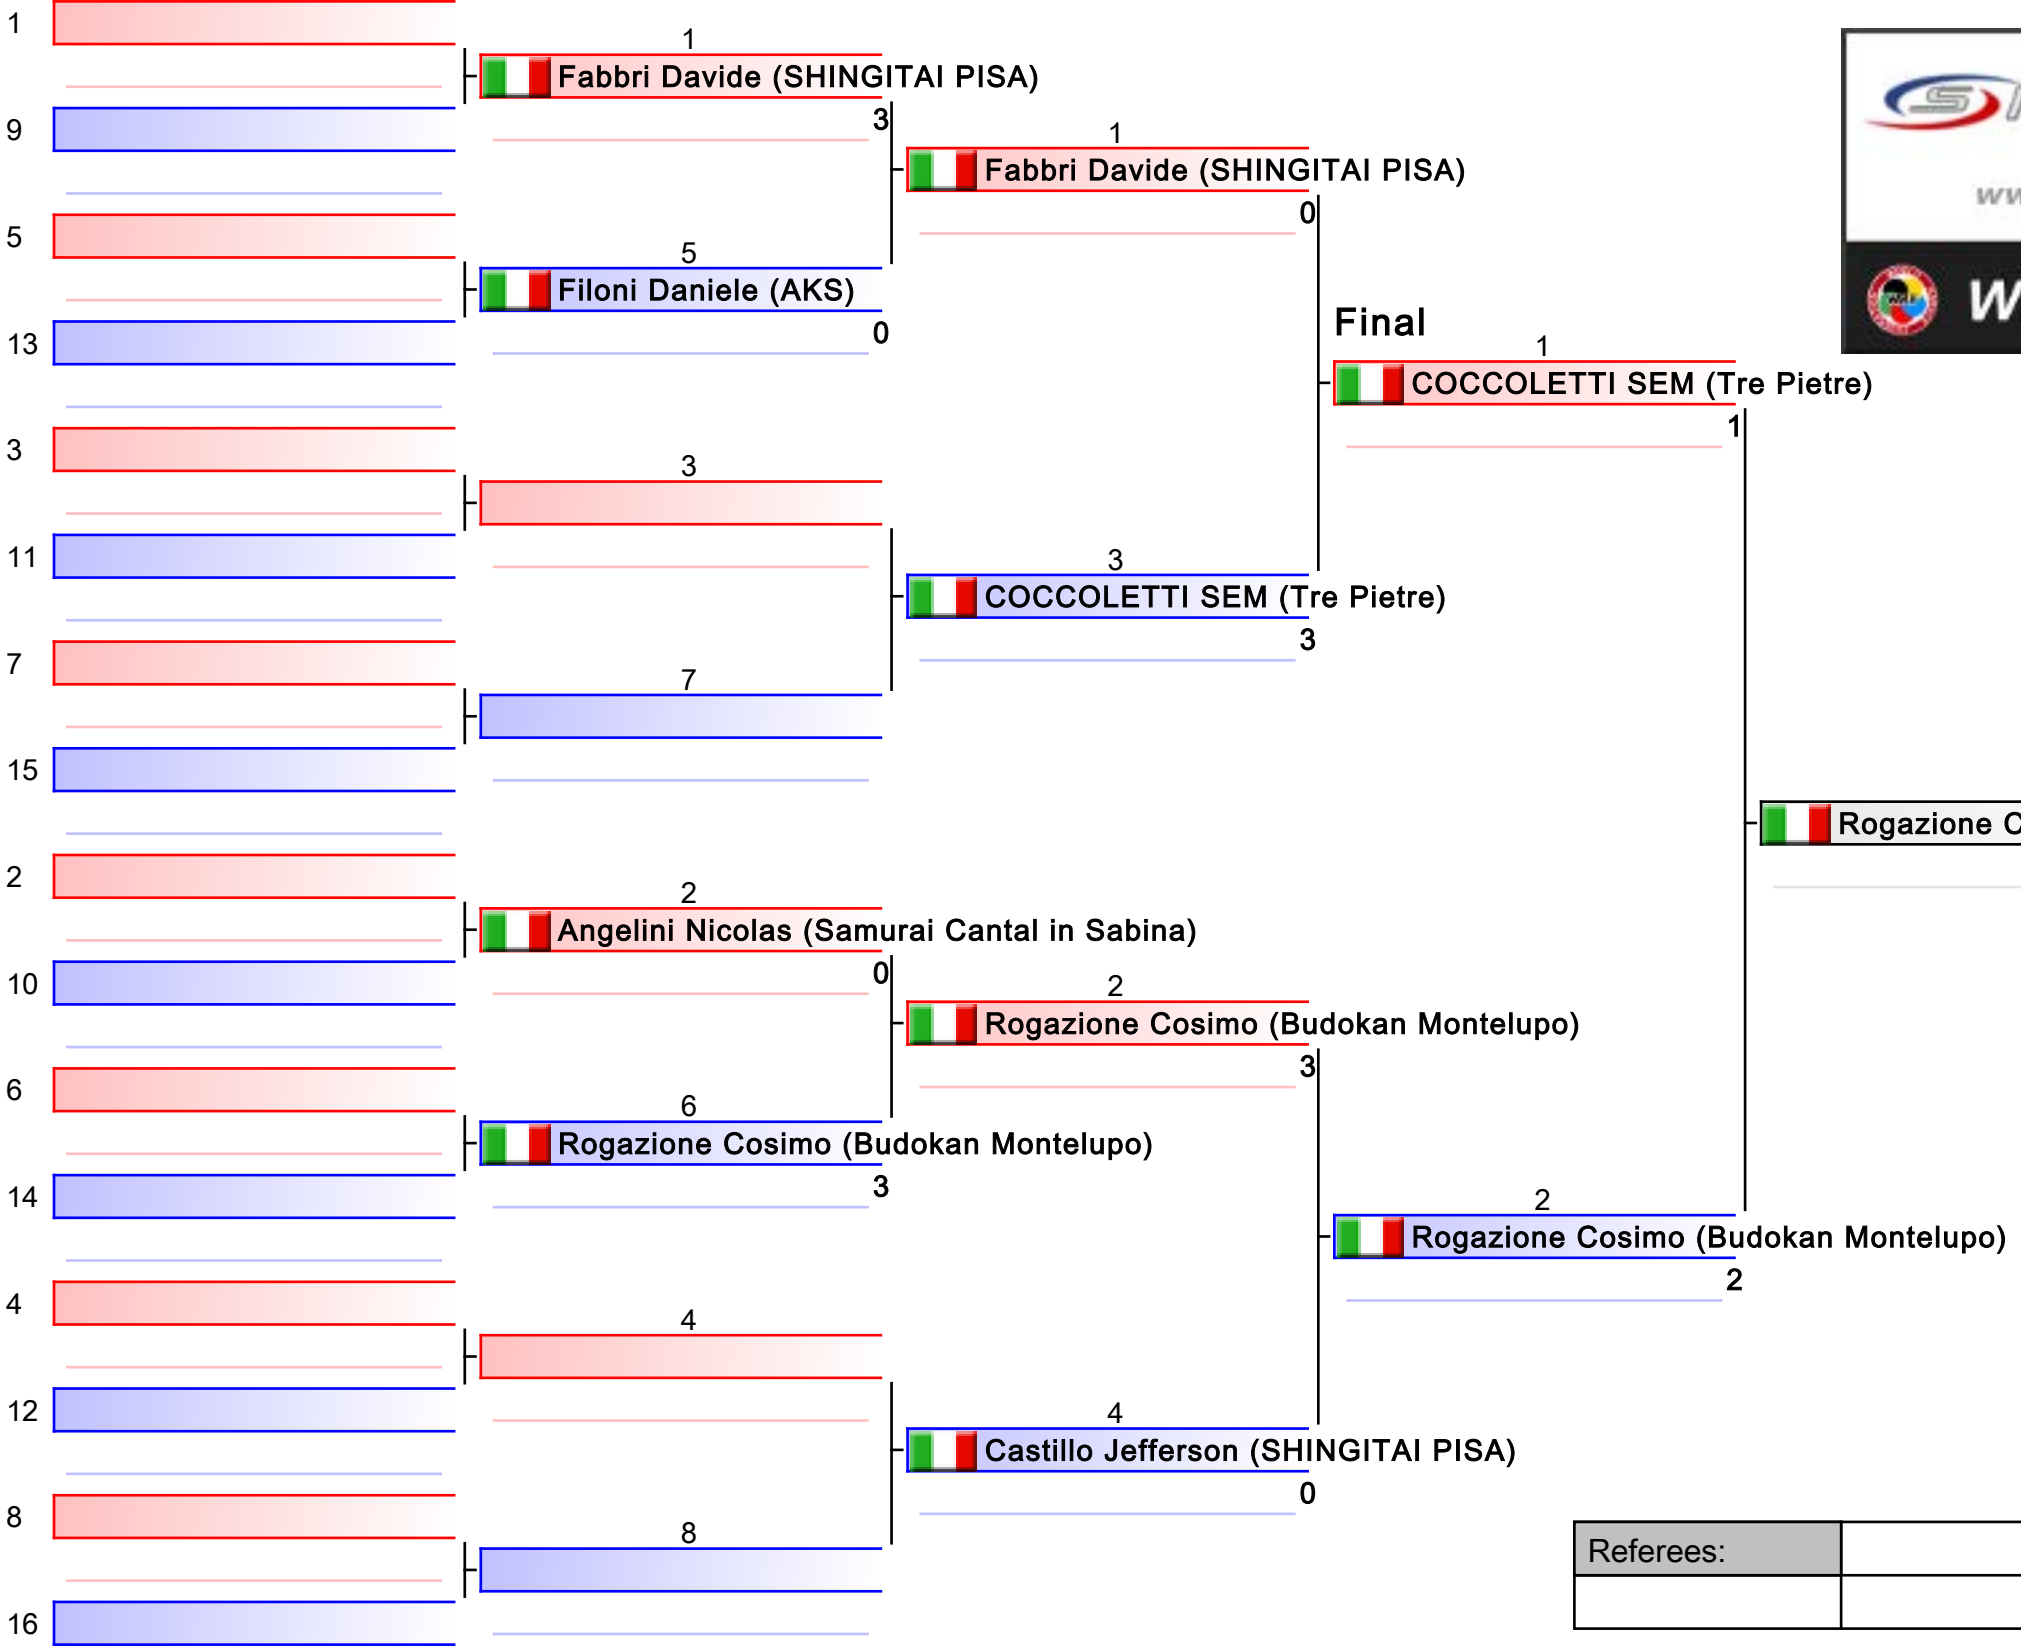 1
9
5
13
3
11
7
15
2
10
6
14
4
12
8
16
1
Fabbri Davide (SHINGITAI PISA)
3
5
Filoni Daniele (AKS)
0
3
7
2
Angelini Nicolas (Samurai Cantal in Sabina)
0
6
Rogazione Cosimo (Budokan Montelupo)
3
4
8
1
Fabbri Davide (SHINGITAI PISA)
0
3
COCCOLETTI SEM (Tre Pietre)
3
2
Rogazione Cosimo (Budokan Montelupo)
3
4
Castillo Jefferson (SHINGITAI PISA)
0
Final
1
COCCOLETTI SEM (Tre Pietre)
1
2
Rogazione Cosimo (Budokan Montelupo)
2
Rogazione C
S
ww
W
Referees: